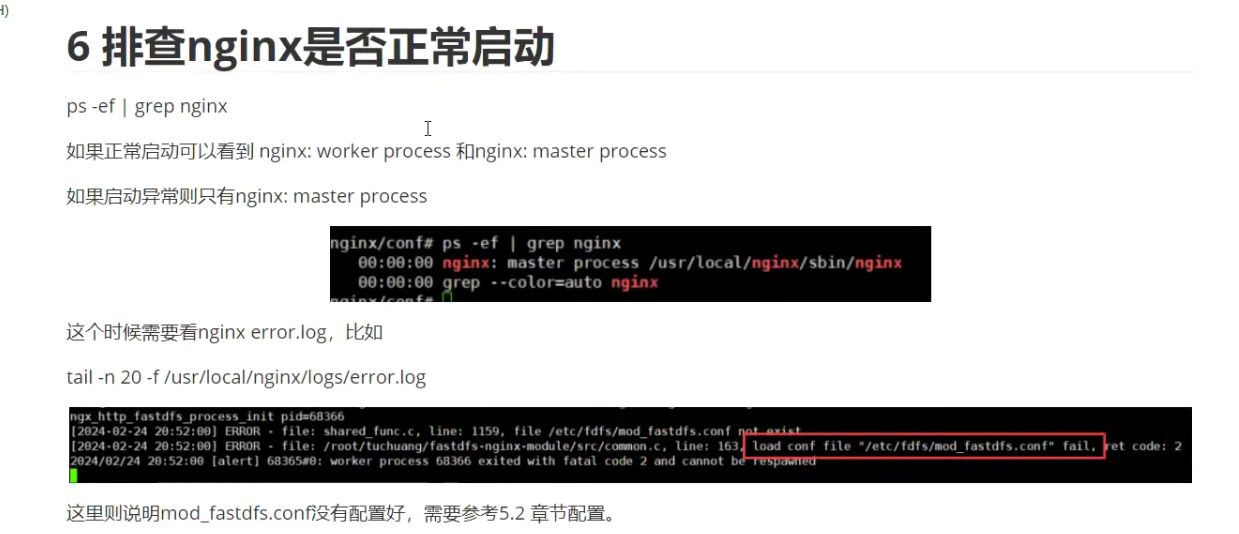 H)
6 排查nginx是否正常启动
ps -ef | grep nginx
如果正常启动可以看到 nginx: worker process 和nginx: master process
如果启动异常则只有nginx: master process
nginx/conf# ps -ef | grep nginx
00:00:00 nginx: master process /usr/local/nginx/sbin/nginx
00:00:00 grep --color=auto nginx
nginx/conf#
这个时候需要看nginx error.log，比如
tail -n 20 -f /usr/local/nginx/logs/error.log
ngx_http_fastdfs_process_init pid=68366
[2024-02-24 20:52:00] ERROR - file: shared_func.c, line: 1159, file /etc/fdfs/mod_fastdfs.conf not exist
[2024-02-24 20:52:00] ERROR - file: /root/tuchuang/fastdfs-nginx-module/src/common.c, line: 163, load conf file "/etc/fdfs/mod_fastdfs.conf" fail, ret code: 2
2024/02/24 20:52:00 [alert] 68365#0: worker process 68366 exited with fatal code 2 and cannot be respawned
这里则说明mod_fastdfs.conf没有配置好，需要参考5.2 章节配置。